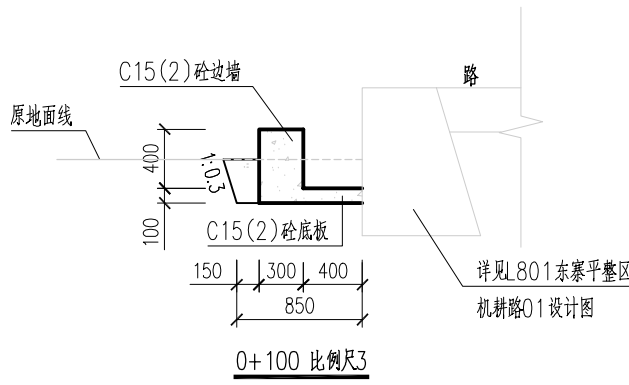 C15(2)砼边墙
路
原地面线
400
1:0.3
100
C15(2)砼底板
150 300 400
850
详见L801东寨平整区
机耕路01设计图
0+100 比例尺3